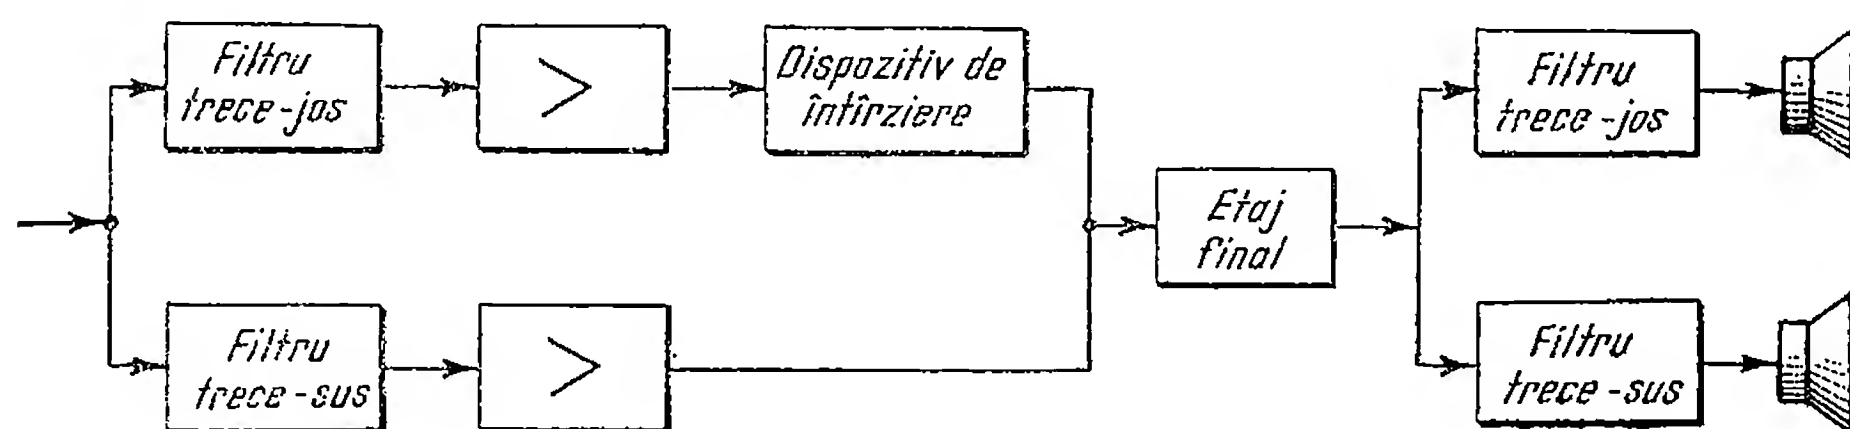 Filtru
trece-jos
>
Dispozitiv de
întîrziere
Filtru
trece-jos
Etaj
final
Filtru
trece-sus
>
Filtru
trece-sus